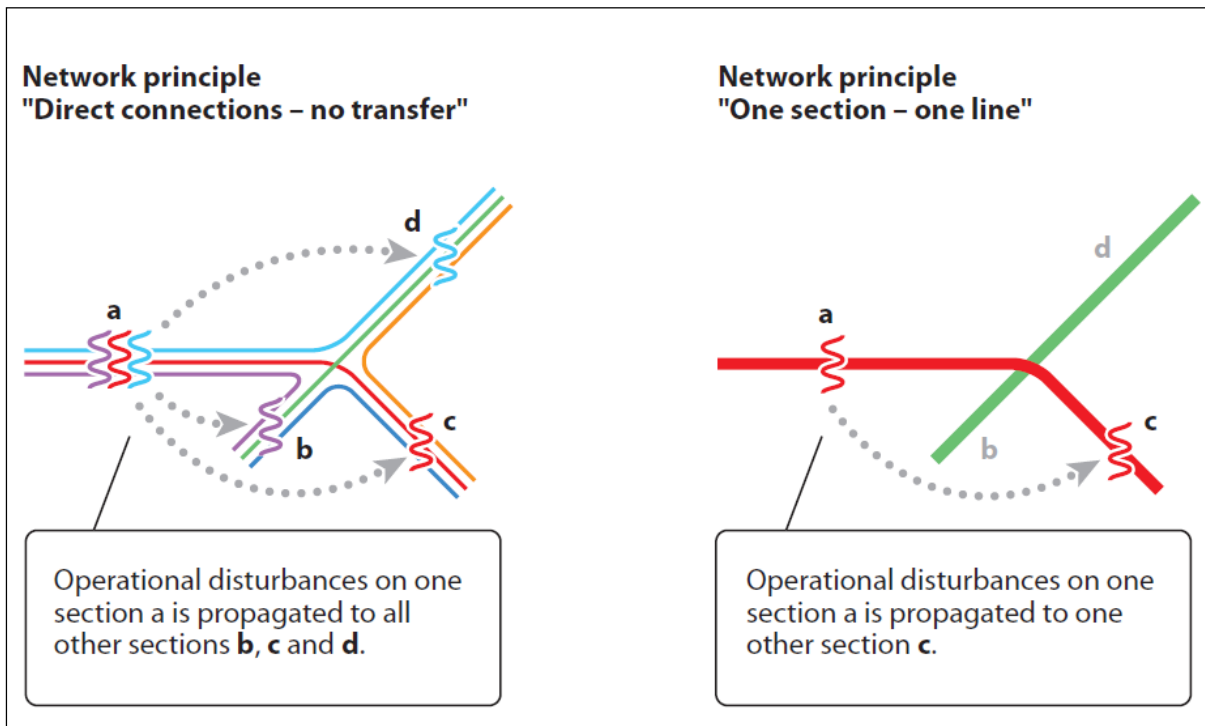 Network principle
"Direct connections – no transfer"
a
b
c
d
Operational disturbances on one
section a is propagated to all
other sections b, c and d.
Network principle
"One section – one line"
a
b
c
d
Operational disturbances on one
section a is propagated to one
other section c.